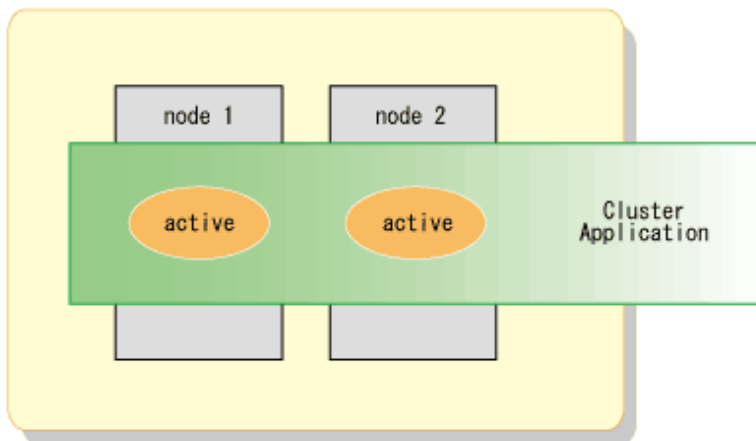 node 1
node 2
active
active
Cluster
Application